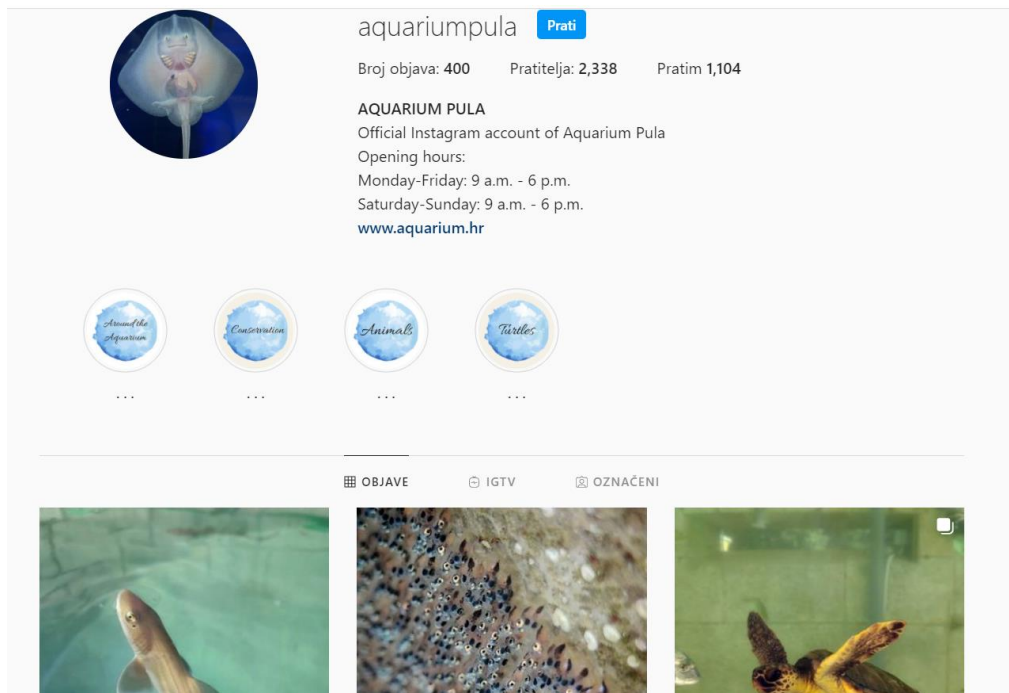 aquariumpula Prati
Broj objava: 400 Pratitelja: 2,338 Pratim 1,104
AQUARIUM PULA
Official Instagram account of Aquarium Pula
Opening hours:
Monday-Friday: 9 a.m. - 6 p.m.
Saturday-Sunday: 9 a.m. - 6 p.m.
www.aquarium.hr
Around the
Aquarium
Conservation
Animals
Turtles
... ... ... ...
OBJAVE IGTV OZNAČENI